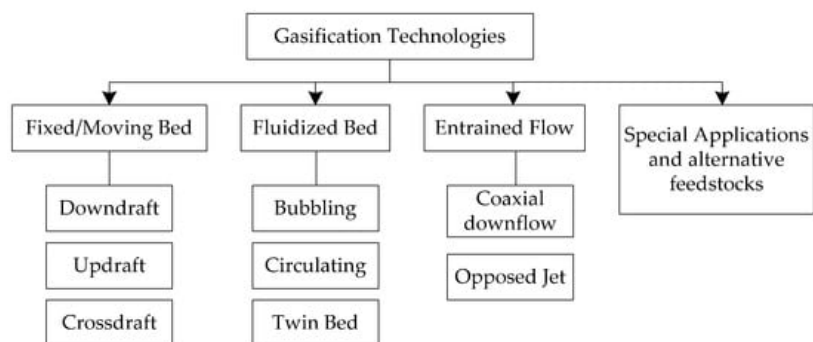 Gasification Technologies
Fixed/Moving Bed
Fluidized Bed
Entrained Flow
Special Applications
and alternative
feedstocks
Downdraft
Updraft
Crossdraft
Bubbling
Circulating
Twin Bed
Coaxial
downflow
Opposed Jet